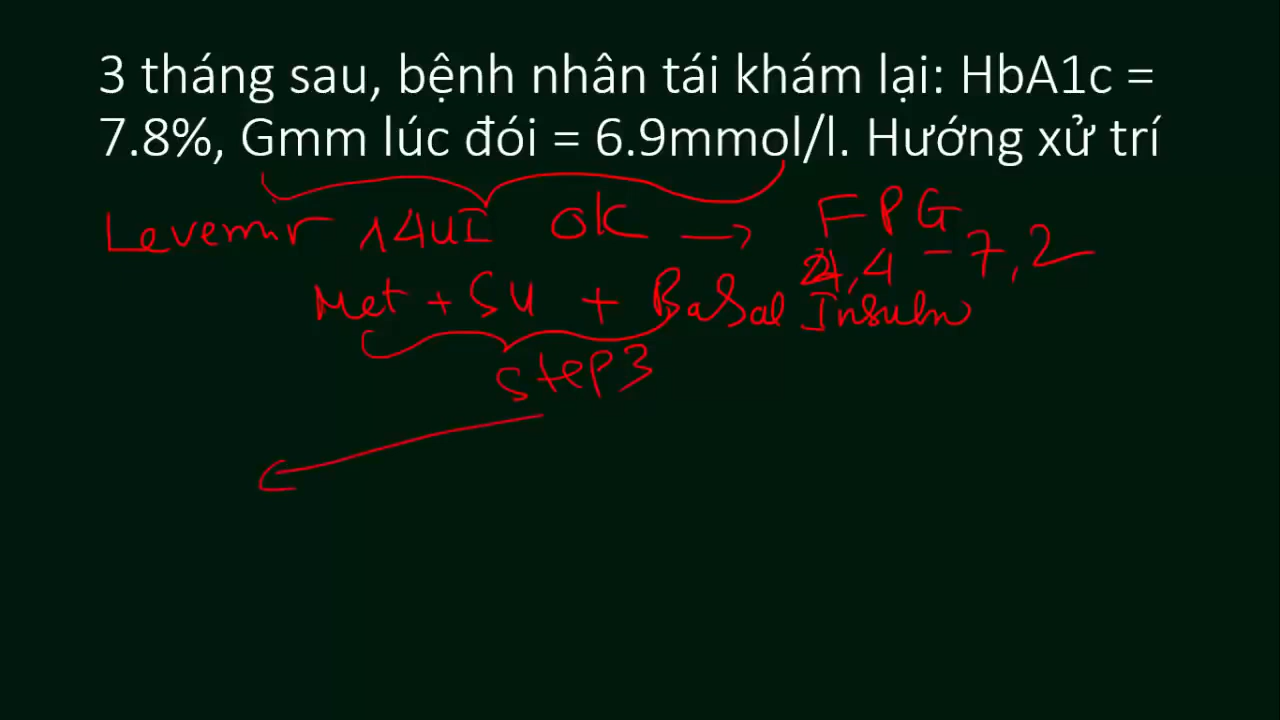 3 tháng sau, bệnh nhân tái khám lại: HbA1c =
7.8%, Gmm lúc đói = 6.9mmol/l. Hướng xử trí
Levemir 14UI OK → FPG
4,4 - 7,2
Met + SU + Basal Insulin
Step3